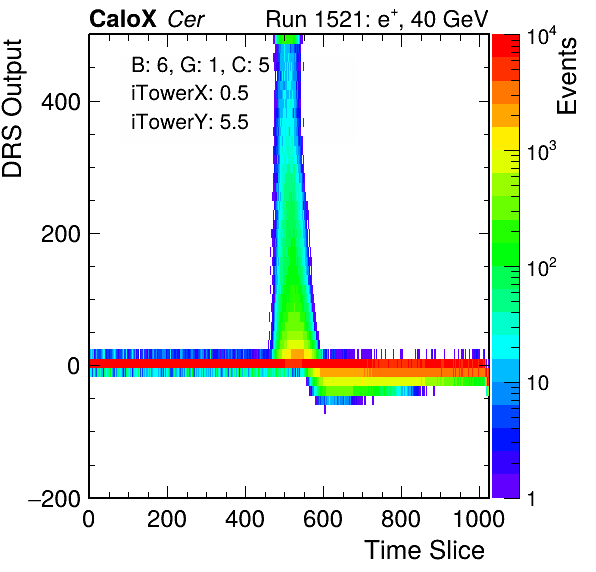 CaloX Cer Run 1521: e⁺, 40 GeV
B: 6, G: 1, C: 5
iTowerX: 0.5
iTowerY: 5.5
DRS Output
400
200
0
−200
0 200 400 600 800 1000
Time Slice
Events
10⁴
10³
10²
10
1